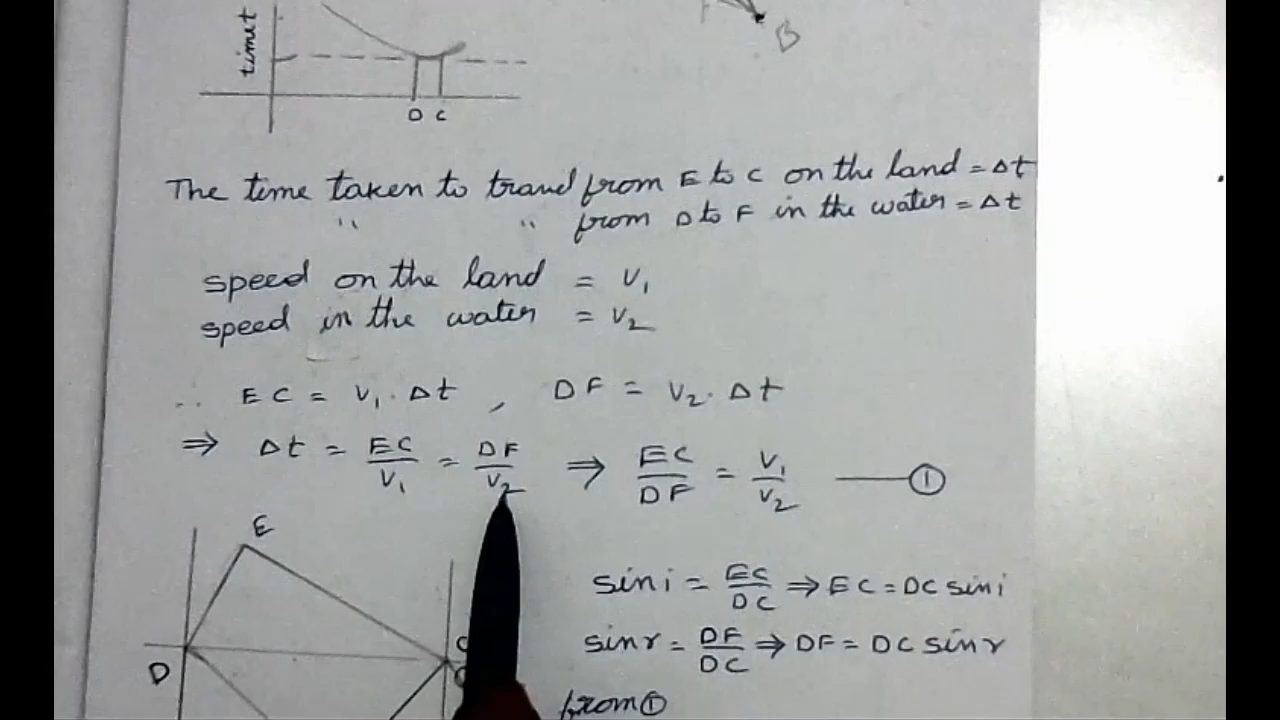 time t
B
D C
The time taken to travel from E to C on the land = Δt
" " from D to F in the water = Δt
speed on the land = V₁
speed in the water = V₂
∴ EC = V₁ . Δt , DF = V₂ . Δt
⇒ Δt = EC/V₁ = DF/V₂ ⇒ EC/DF = V₁/V₂ —— ①
E
sin i = EC/DC ⇒ EC = DC sin i
sin r = DF/DC ⇒ DF = DC sin r
D
from ①